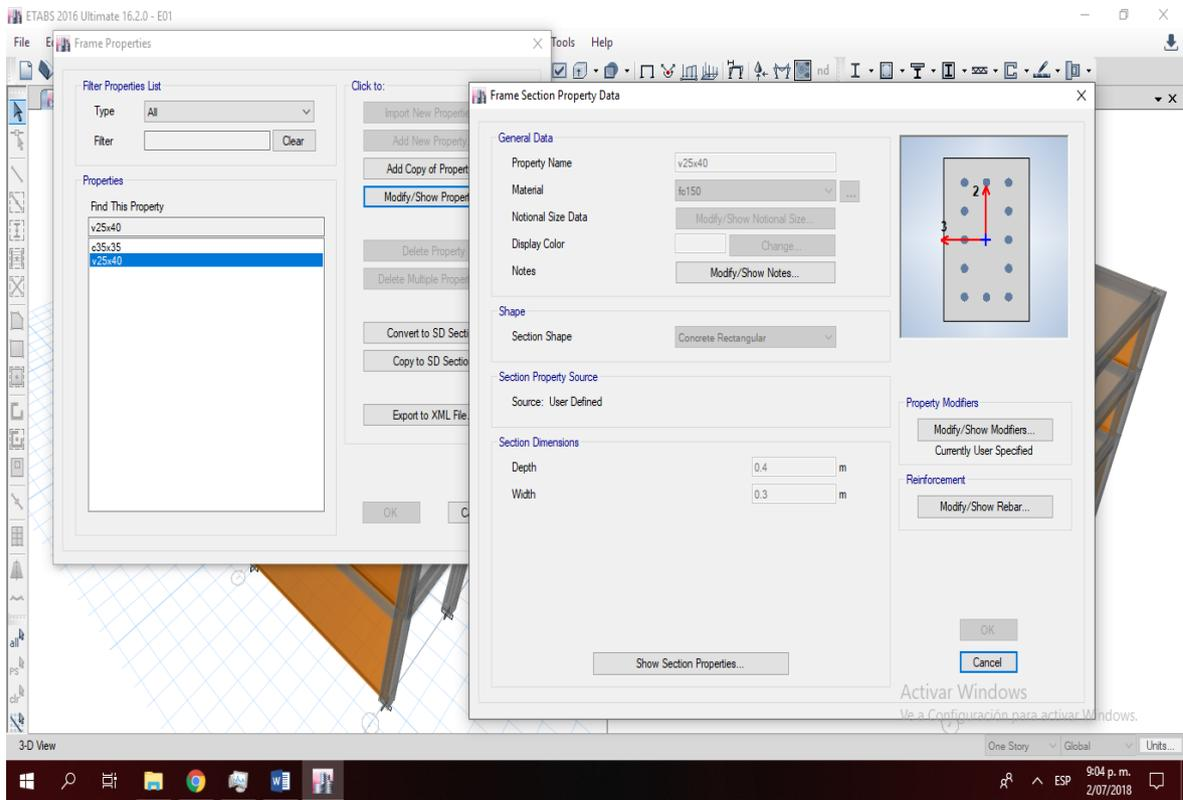 ETABS 2016 Ultimate 16.2.0 - E01
File
Tools Help
Frame Properties
Filter Properties List
Type All
Filter Clear
Properties
Find This Property
v25x40
c35x35
v25x40
Click to:
Import New Propertie
Add New Property
Add Copy of Propert
Modify/Show Proper
Delete Property
Delete Multiple Proper
Convert to SD Secti
Copy to SD Sectio
Export to XML File.
OK
nd
Frame Section Property Data
General Data
Property Name v25x40
Material fc150 ...
Notional Size Data Modify/Show Notional Size...
Display Color Change...
Notes Modify/Show Notes...
Shape
Section Shape Concrete Rectangular
Section Property Source
Source: User Defined
Section Dimensions
Depth 0.4 m
Width 0.3 m
Show Section Properties...
2
3
Property Modifiers
Modify/Show Modifiers...
Currently User Specified
Reinforcement
Modify/Show Rebar...
OK
Cancel
Activar Windows
Ve a Configuración para activar Windows.
all
ps
clr
3-D View
One Story Global Units...
ESP
9:04 p. m.
2/07/2018